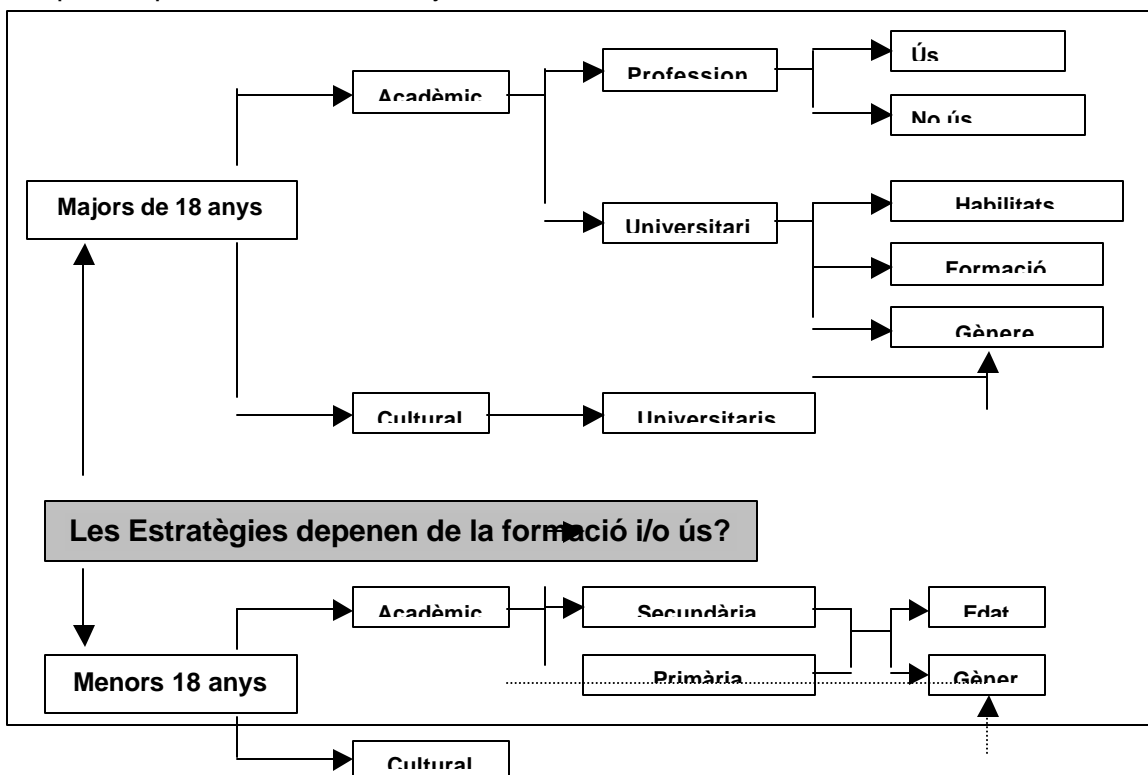 Ús
Profession
Acadèmic
No ús
Majors de 18 anys
Habilitats
Universitari
Formació
Gènere
Cultural
Universitaris
Les Estratègies depenen de la formació i/o ús?
Acadèmic
Secundària
Edat
Menors 18 anys
Primària
Gèner
Cultural